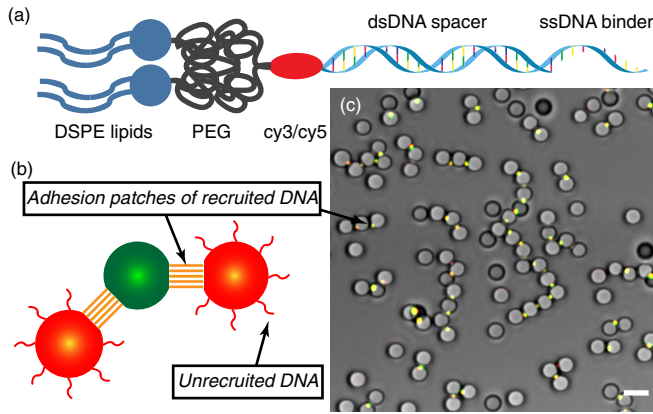 (a)
dsDNA spacer
ssDNA binder
DSPE lipids
PEG
cy3/cy5
(b)
Adhesion patches of recruited DNA
Unrecruited DNA
(c)